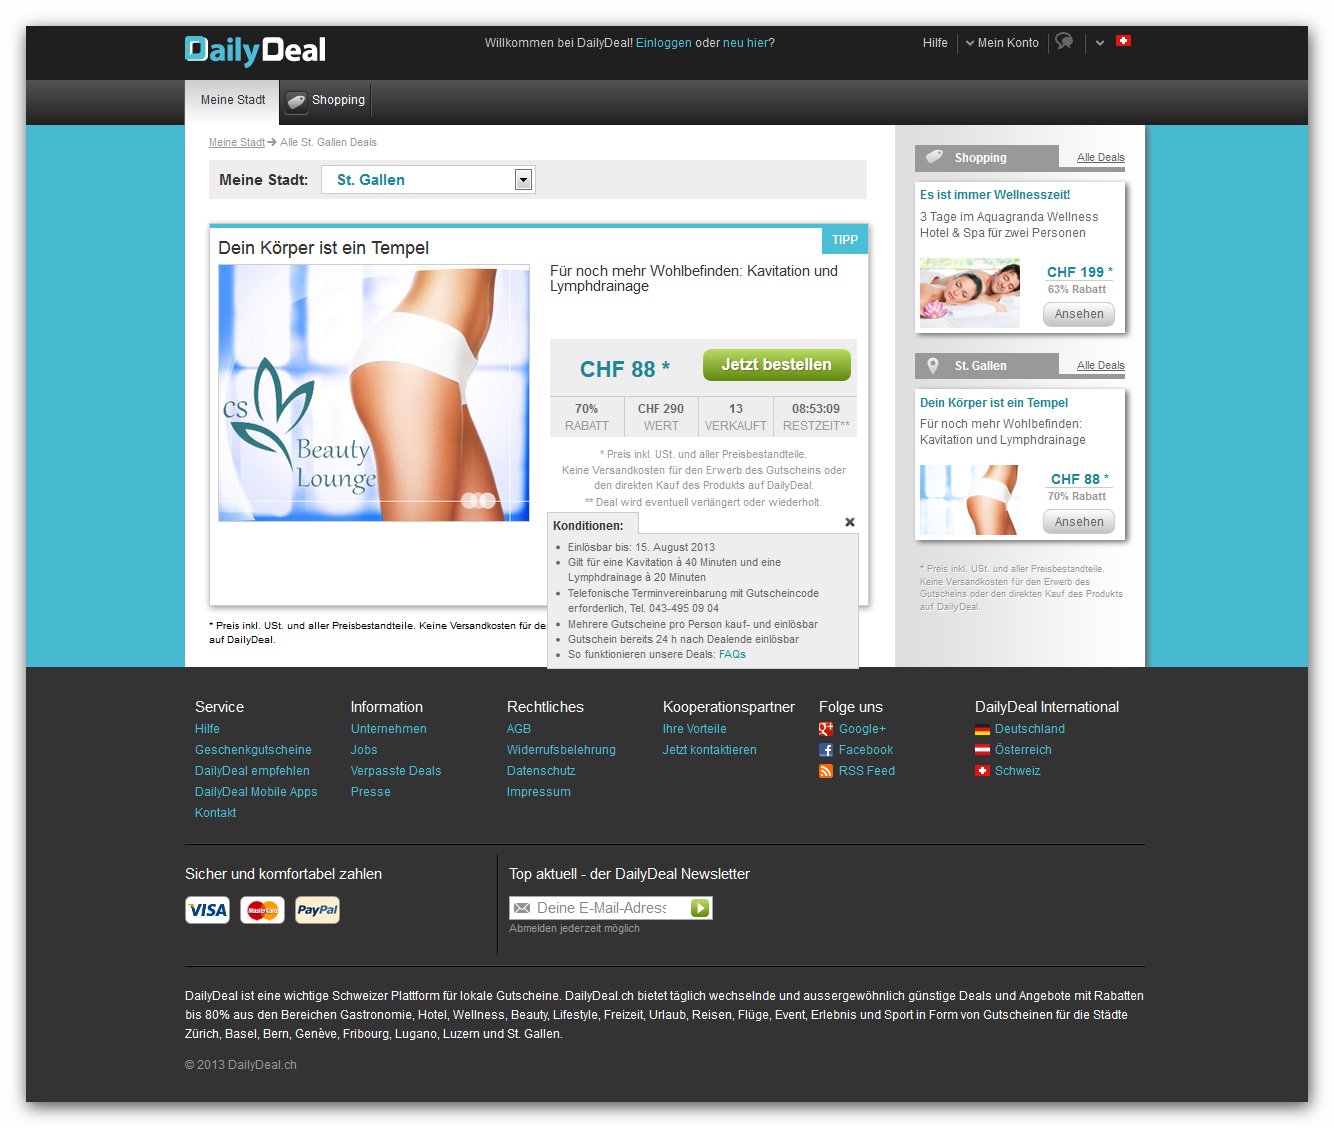 DailyDeal
Willkommen bei DailyDeal! Einloggen oder neu hier?
Hilfe
Mein Konto
Meine Stadt
Shopping
Meine Stadt ➔ Alle St. Gallen Deals
Meine Stadt:
St. Gallen
Dein Körper ist ein Tempel
TIPP
cs
Beauty
Lounge
Für noch mehr Wohlbefinden: Kavitation und
Lymphdrainage
CHF 88 *
Jetzt bestellen
70%
RABATT
CHF 290
WERT
13
VERKAUFT
08:53:09
RESTZEIT**
* Preis inkl. USt. und aller Preisbestandteile.
Keine Versandkosten für den Erwerb des Gutscheins oder
den direkten Kauf des Produkts auf DailyDeal.
** Deal wird eventuell verlängert oder wiederholt.
Konditionen:
• Einlösbar bis: 15. August 2013
• Gilt für eine Kavitation à 40 Minuten und eine
Lymphdrainage à 20 Minuten
• Telefonische Terminvereinbarung mit Gutscheincode
erforderlich, Tel. 043-495 09 04
• Mehrere Gutscheine pro Person kauf- und einlösbar
• Gutschein bereits 24 h nach Dealende einlösbar
• So funktionieren unsere Deals: FAQs
* Preis inkl. USt. und aller Preisbestandteile. Keine Versandkosten für
auf DailyDeal.
Shopping
Alle Deals
Es ist immer Wellnesszeit!
3 Tage im Aquagranda Wellness
Hotel & Spa für zwei Personen
CHF 199 *
63% Rabatt
Ansehen
St. Gallen
Alle Deals
Dein Körper ist ein Tempel
Für noch mehr Wohlbefinden:
Kavitation und Lymphdrainage
CHF 88 *
70% Rabatt
Ansehen
* Preis inkl. USt. und aller Preisbestandteile.
Keine Versandkosten für den Erwerb des
Gutscheins oder den direkten Kauf des Produkts
auf DailyDeal.
Service
Hilfe
Geschenkgutscheine
DailyDeal empfehlen
DailyDeal Mobile Apps
Kontakt
Information
Unternehmen
Jobs
Verpasste Deals
Presse
Rechtliches
AGB
Widerrufsbelehrung
Datenschutz
Impressum
Kooperationspartner
Ihre Vorteile
Jetzt kontaktieren
Folge uns
Google+
Facebook
RSS Feed
DailyDeal International
Deutschland
Österreich
Schweiz
Sicher und komfortabel zahlen
VISA
MasterCard
PayPal
Top aktuell - der DailyDeal Newsletter
Deine E-Mail-Adress
Abmelden jederzeit möglich
DailyDeal ist eine wichtige Schweizer Plattform für lokale Gutscheine. DailyDeal.ch bietet täglich wechselnde und aussergewöhnlich günstige Deals und Angebote mit Rabatten
bis 80% aus den Bereichen Gastronomie, Hotel, Wellness, Beauty, Lifestyle, Freizeit, Urlaub, Reisen, Flüge, Event, Erlebnis und Sport in Form von Gutscheinen für die Städte
Zürich, Basel, Bern, Genève, Fribourg, Lugano, Luzern und St. Gallen.
© 2013 DailyDeal.ch